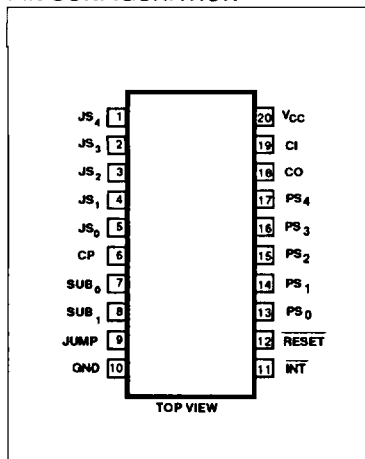 JS4 1
JS3 2
JS2 3
JS1 4
JS0 5
CP 6
SUB0 7
SUB1 8
JUMP 9
GND 10
20 VCC
19 CI
18 CO
17 PS4
16 PS3
15 PS2
14 PS1
13 PS0
12 RESET
11 INT
TOP VIEW